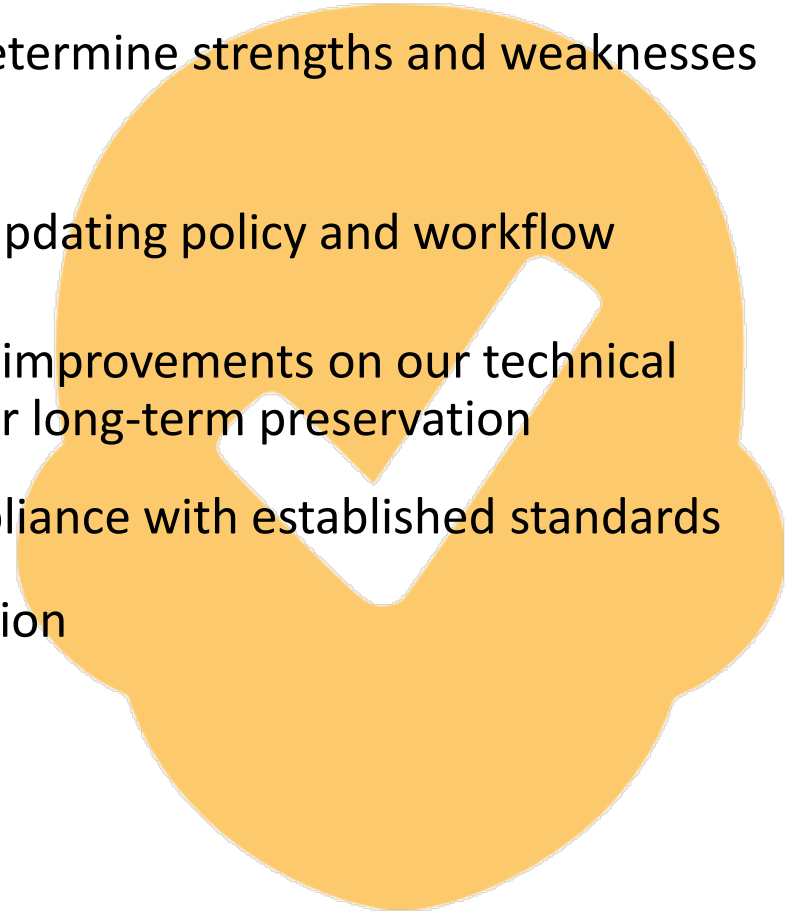 etermine strengths and weaknesses
pdating policy and workflow
improvements on our technical
r long-term preservation
liance with established standards
ion